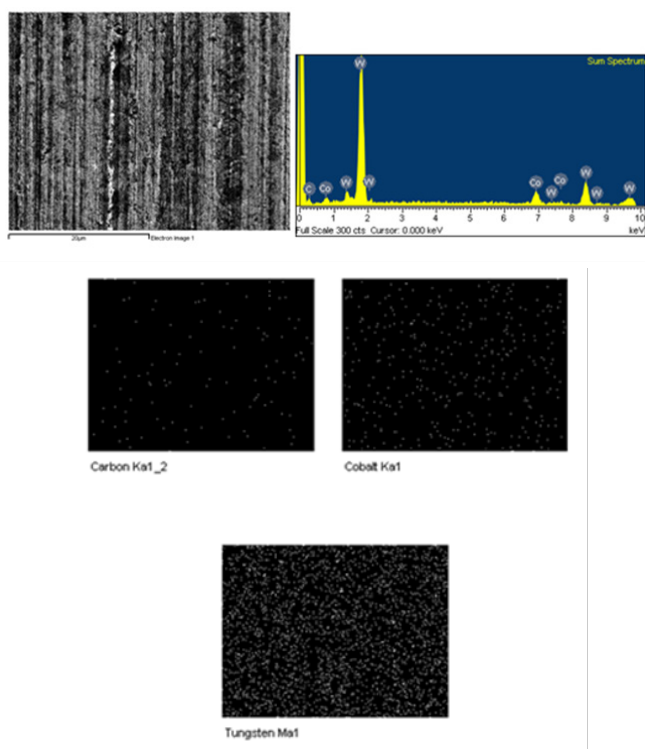 Sum Spectrum
W
C Co W W Co W Co W W W
0 1 2 3 4 5 6 7 8 9 10
Full Scale 300 cts Cursor: 0.000 keV keV
20µm Electron Image 1
Carbon Ka1_2 Cobalt Ka1
Tungsten Ma1